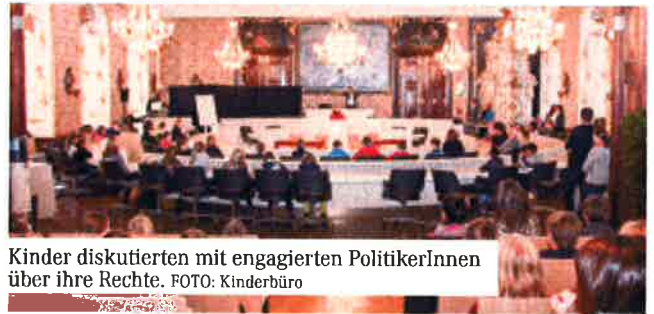 Kinder diskutierten mit engagierten PolitikerInnen
über ihre Rechte. FOTO: Kinderbüro